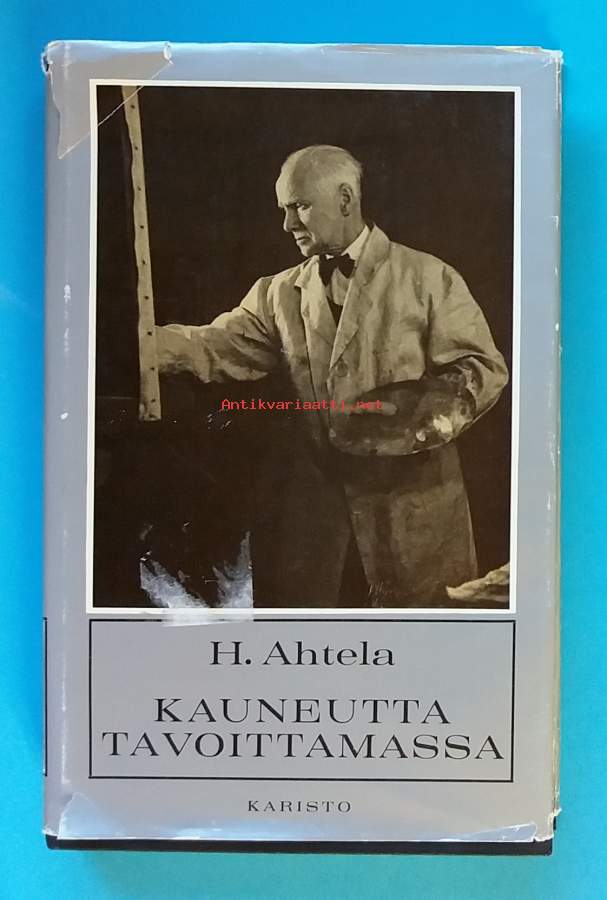 Antikvariaatti.net
H. Ahtela
KAUNEUTTA
TAVOITTAMASSA
KARISTO